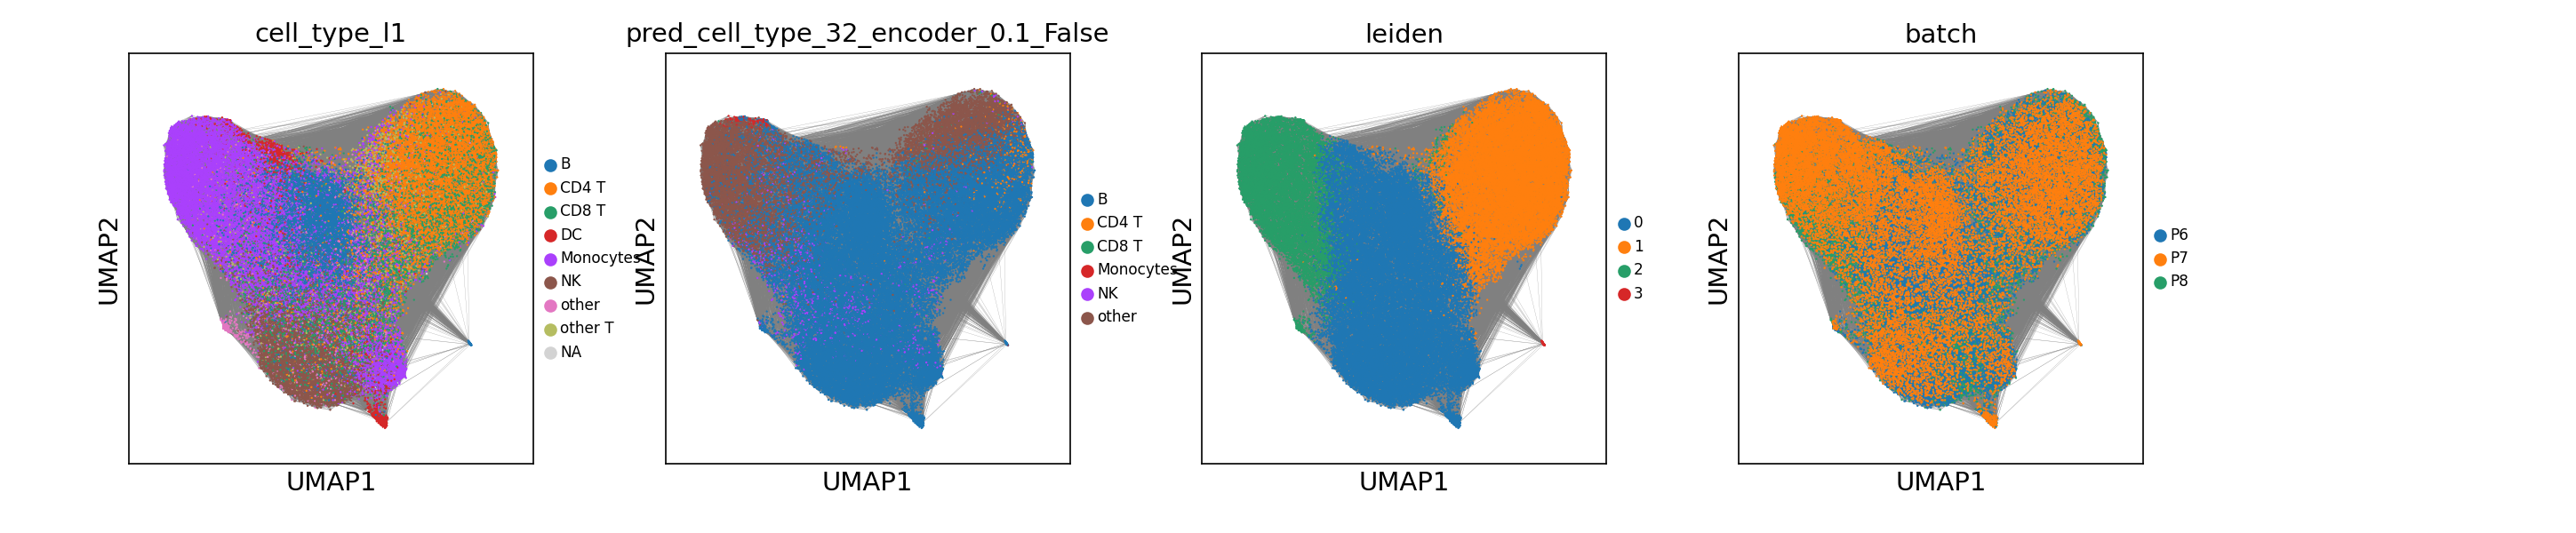 cell_type_l1
UMAP2
UMAP1
B
CD4 T
CD8 T
DC
Monocytes
NK
other
other T
NA
pred_cell_type_32_encoder_0.1_False
UMAP2
UMAP1
B
CD4 T
CD8 T
Monocytes
NK
other
leiden
UMAP2
UMAP1
0
1
2
3
batch
UMAP2
UMAP1
P6
P7
P8